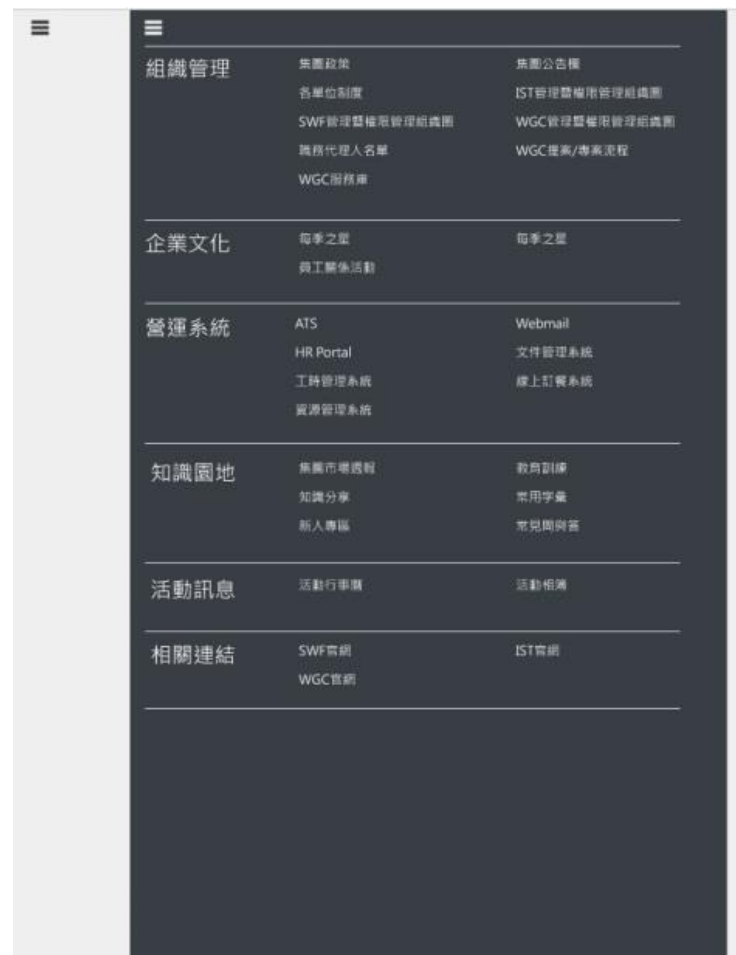 組織管理 集團政策 集團公告欄
各單位制度 IST管理暨權限管理組織圖
SWF管理暨權限管理組織圖 WGC管理暨權限管理組織圖
職務代理人名單 WGC提案/專案流程
WGC服務庫
企業文化 每季之星 每季之星
員工關係活動
營運系統 ATS Webmail
HR Portal 文件管理系統
工時管理系統 線上訂餐系統
資源管理系統
知識園地 集團市場週報 教育訓練
知識分享 常用字彙
新人專區 常見問與答
活動訊息 活動行事曆 活動相簿
相關連結 SWF官網 IST官網
WGC官網